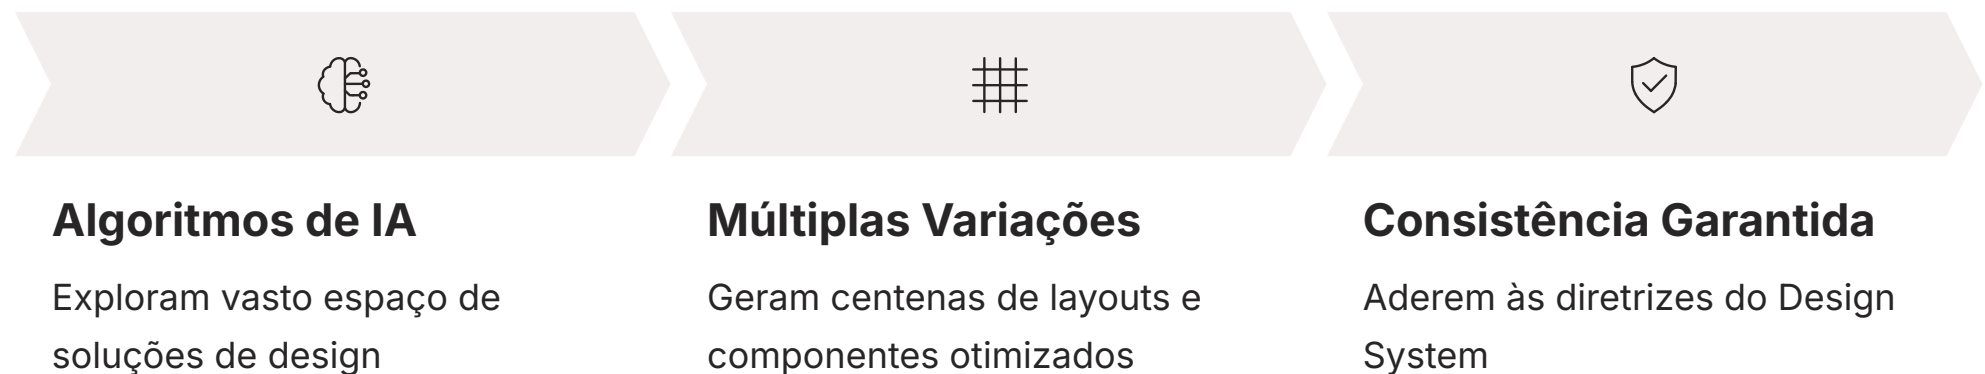 Algoritmos de IA
Exploram vasto espaço de
soluções de design
Múltiplas Variações
Geram centenas de layouts e
componentes otimizados
Consistência Garantida
Aderem às diretrizes do Design
System